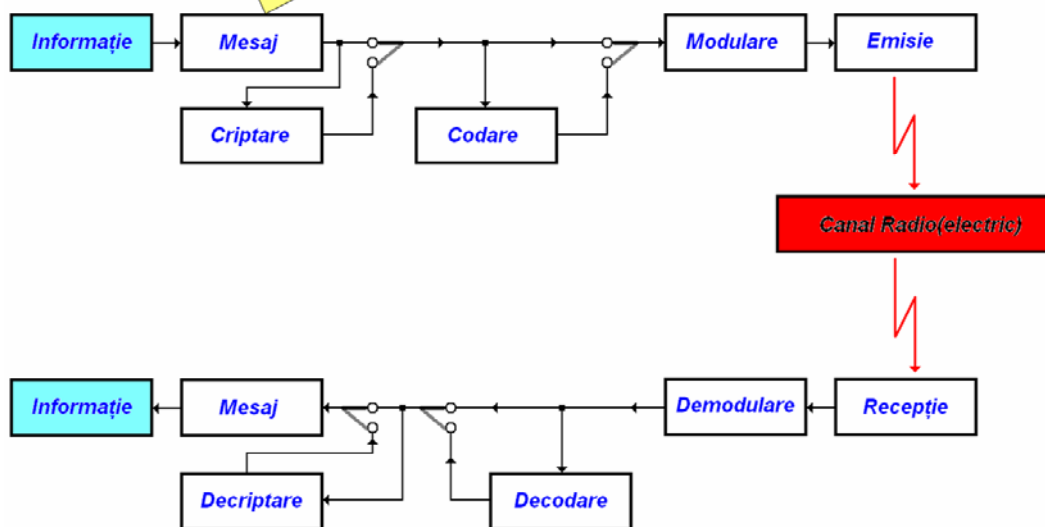 Informație
Mesaj
Modulare
Emisie
Criptare
Codare
Canal Radio(electric)
Informație
Mesaj
Demodulare
Recepție
Decriptare
Decodare